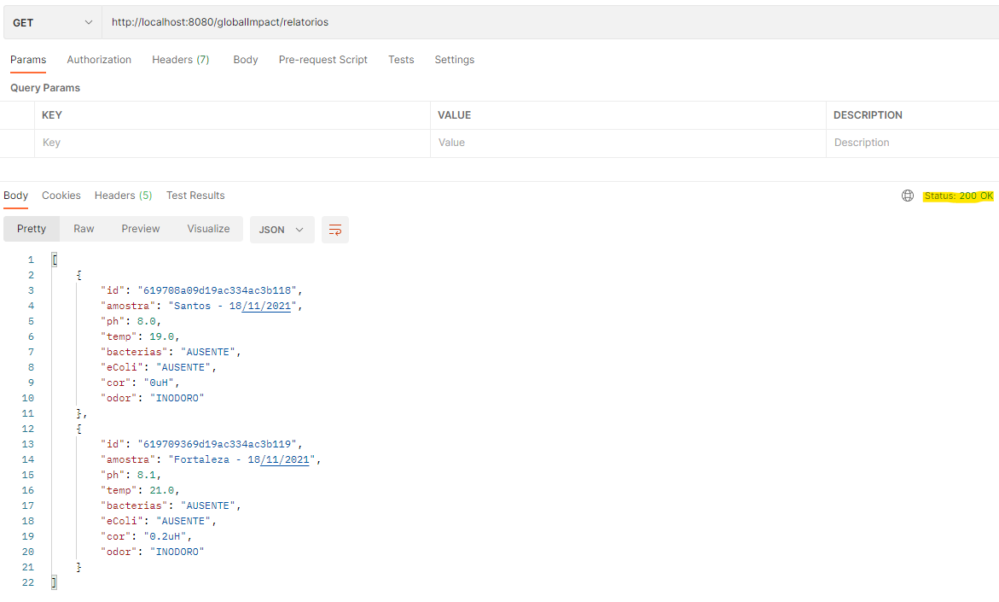 GET http://localhost:8080/globalImpact/relatorios
Params Authorization Headers (7) Body Pre-request Script Tests Settings
Query Params
KEY VALUE DESCRIPTION
Key Value Description
Body Cookies Headers (5) Test Results Status: 200 OK
Pretty Raw Preview Visualize JSON
1 [
2 {
3 "id": "619708a09d19ac334ac3b118",
4 "amostra": "Santos - 18/11/2021",
5 "ph": 8.0,
6 "temp": 19.0,
7 "bacterias": "AUSENTE",
8 "eColi": "AUSENTE",
9 "cor": "0uH",
10 "odor": "INODORO"
11 },
12 {
13 "id": "619709369d19ac334ac3b119",
14 "amostra": "Fortaleza - 18/11/2021",
15 "ph": 8.1,
16 "temp": 21.0,
17 "bacterias": "AUSENTE",
18 "eColi": "AUSENTE",
19 "cor": "0.2uH",
20 "odor": "INODORO"
21 }
22 ]